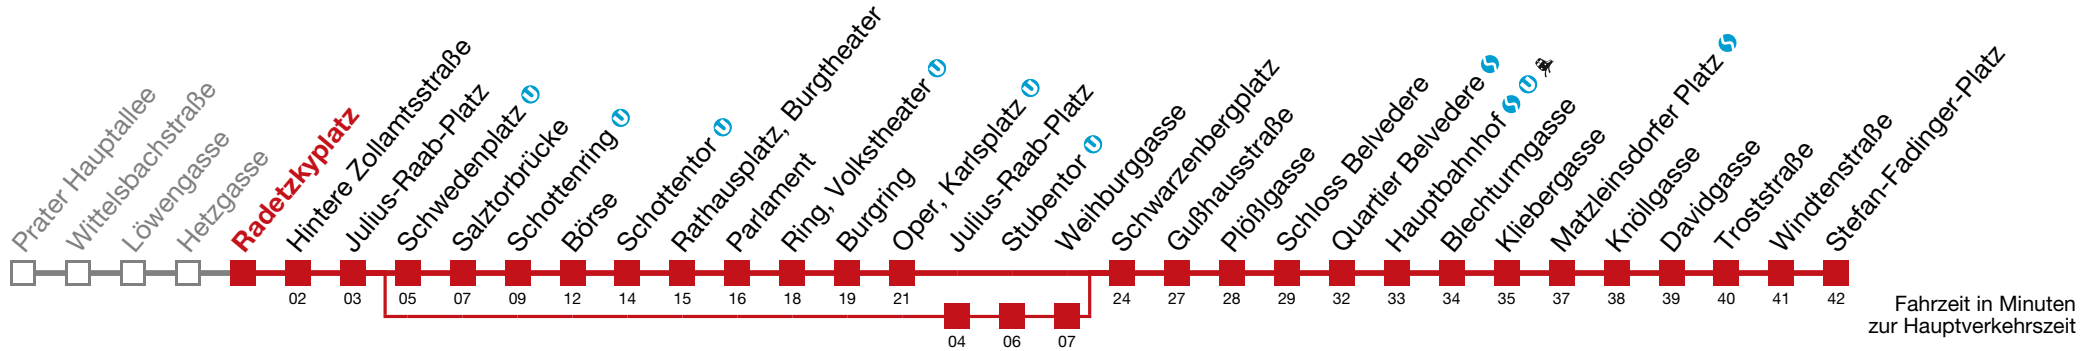 Prater Hauptallee
Wittelsbachstraße
Löwengasse
Hetzgasse
Radetzkyplatz
Hintere Zollamtsstraße
Julius-Raab-Platz
Schwedenplatz U
Salztorbrücke
Schottenring U
Börse
Schottentor U
Rathausplatz, Burgtheater
Parlament
Ring, Volkstheater U
Burgring
Oper, Karlsplatz U
Julius-Raab-Platz
Stubentor U
Weihburggasse
Schwarzenbergplatz
Gußhausstraße
Plößlgasse
Schloss Belvedere
Quartier Belvedere S
Hauptbahnhof S U
Blechturmgasse
Kliebergasse
Matzleinsdorfer Platz S
Knöllgasse
Davidgasse
Troststraße
Windtenstraße
Stefan-Fadinger-Platz
02 03 05 07 09 12 14 15 16 18 19 21 24 27 28 29 32 33 34 35 37 38 39 40 41 42
04 06 07
Fahrzeit in Minuten
zur Hauptverkehrszeit